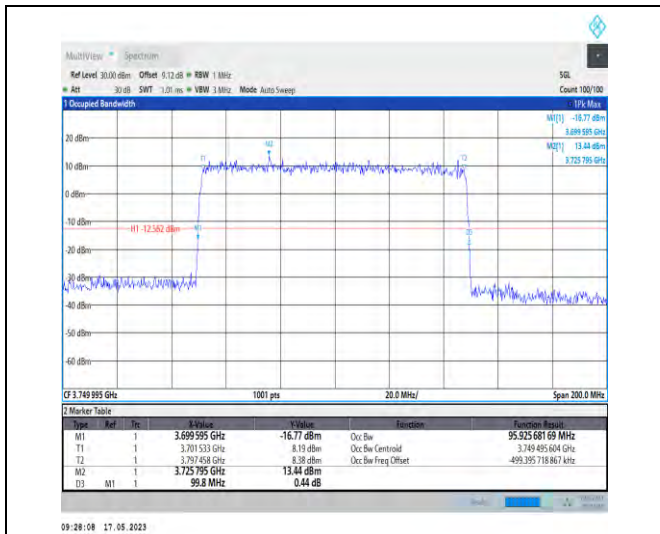 MultiView Spectrum
Ref Level 30.00 dBm Offset 9.12 dB RBW 1 MHz SGL
Att 30 dB SWT 1.01 ms VBW 3 MHz Mode Auto Sweep Count 100/100
1 Occupied Bandwidth 1Pk Max
M1[1] -16.77 dBm
3.699 595 GHz
M2[1] 13.44 dBm
3.725 795 GHz
20 dBm
M2
T1 T2
10 dBm
0 dBm
-10 dBm
H1 -12.562 dBm M1 D3
-20 dBm
-30 dBm
-40 dBm
-50 dBm
-60 dBm
CF 3.749 995 GHz 1001 pts 20.0 MHz/ Span 200.0 MHz
2 Marker Table
Type Ref Trc X-Value Y-Value Function Function Result
M1 1 3.699 595 GHz -16.77 dBm Occ Bw 95.925 681 69 MHz
T1 1 3.701 533 GHz 8.19 dBm Occ Bw Centroid 3.749 495 604 GHz
T2 1 3.797 458 GHz 8.38 dBm Occ Bw Freq Offset -499.395 718 867 kHz
M2 1 3.725 795 GHz 13.44 dBm
D3 M1 1 99.8 MHz 0.44 dB
09:28:08 17.05.2023